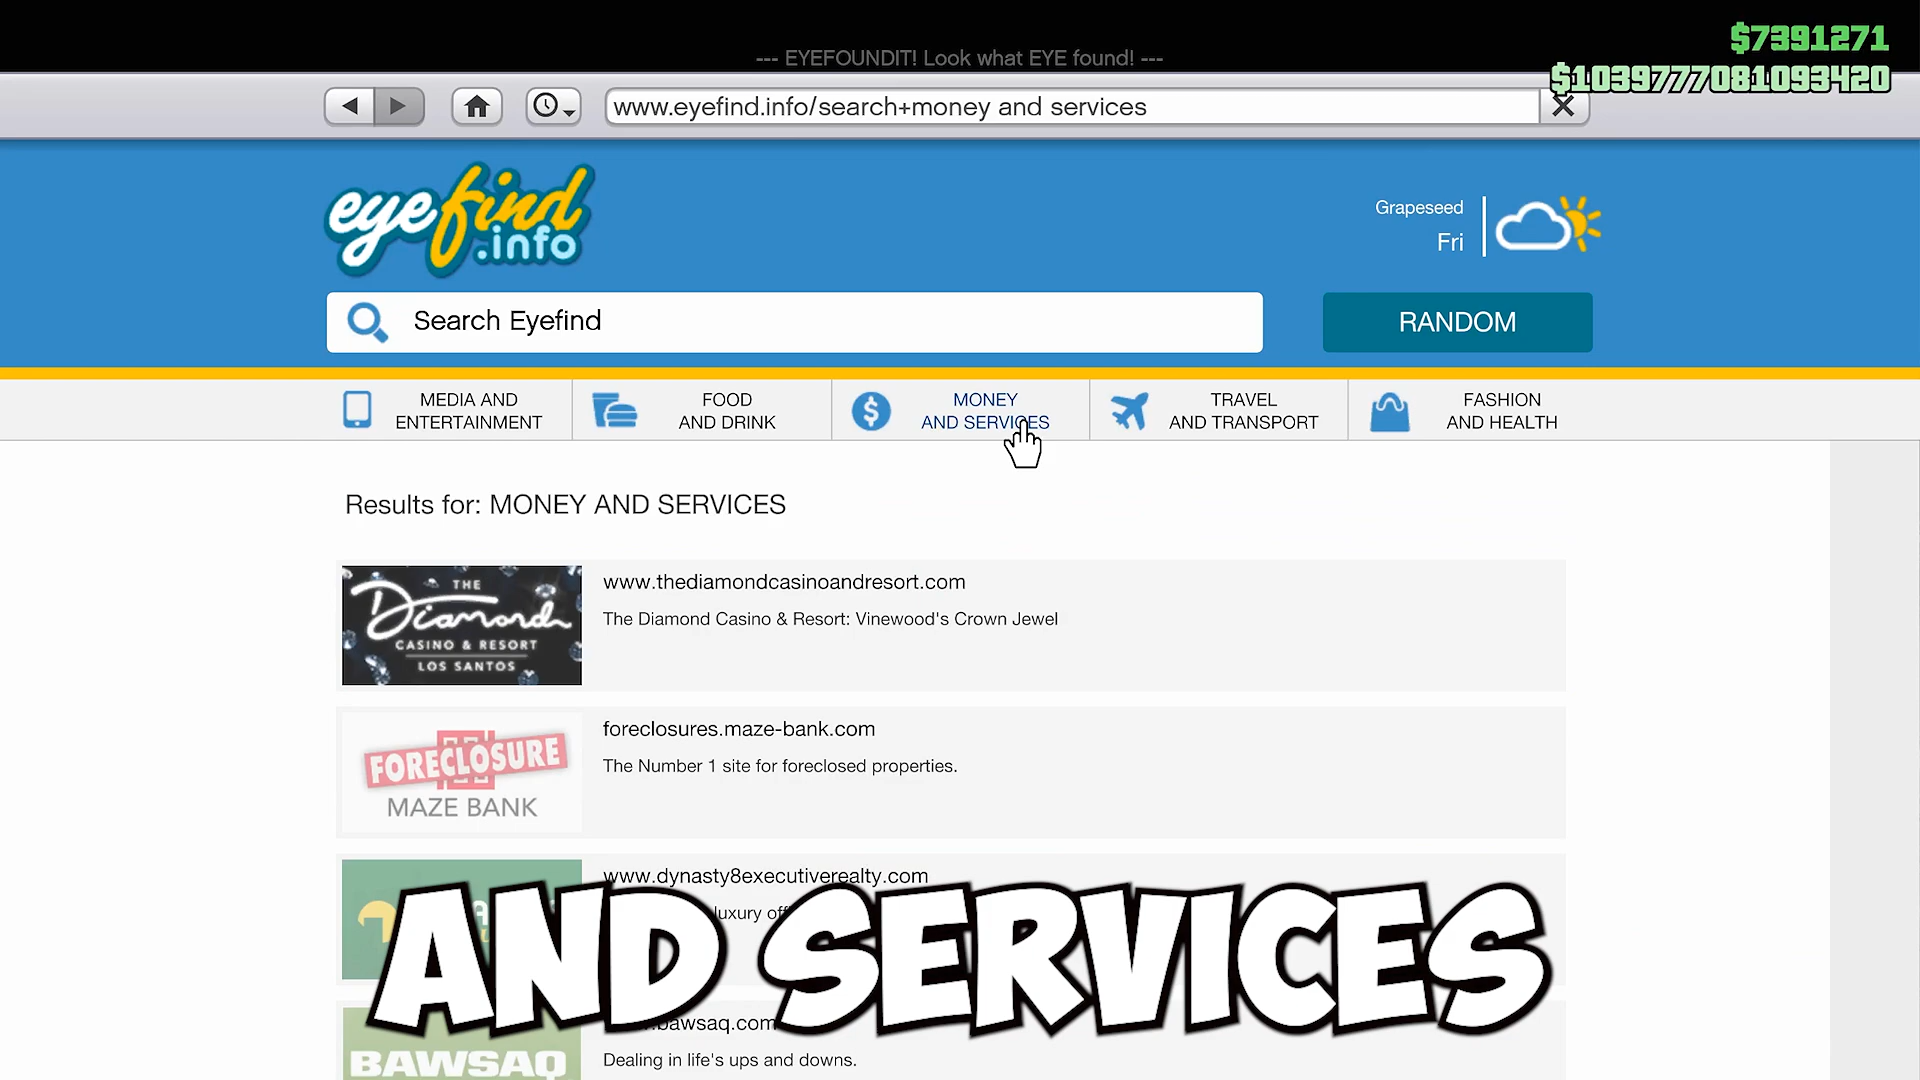 $7391271
--- EYEFOUNDIT! Look what EYE found! ---
$1039777081093420
www.eyefind.info/search+money and services
eyefind
.info
Grapeseed
Fri
Search Eyefind
RANDOM
MEDIA AND
ENTERTAINMENT
FOOD
AND DRINK
MONEY
AND SERVICES
TRAVEL
AND TRANSPORT
FASHION
AND HEALTH
Results for: MONEY AND SERVICES
THE
Diamond
CASINO & RESORT
LOS SANTOS
www.thediamondcasinoandresort.com
The Diamond Casino & Resort: Vinewood's Crown Jewel
FORECLOSURE
MAZE BANK
foreclosures.maze-bank.com
The Number 1 site for foreclosed properties.
www.dynasty8executiverealty.com
luxury
AND SERVICES
bawsaq.com
BAWSAQ
Dealing in life's ups and downs.